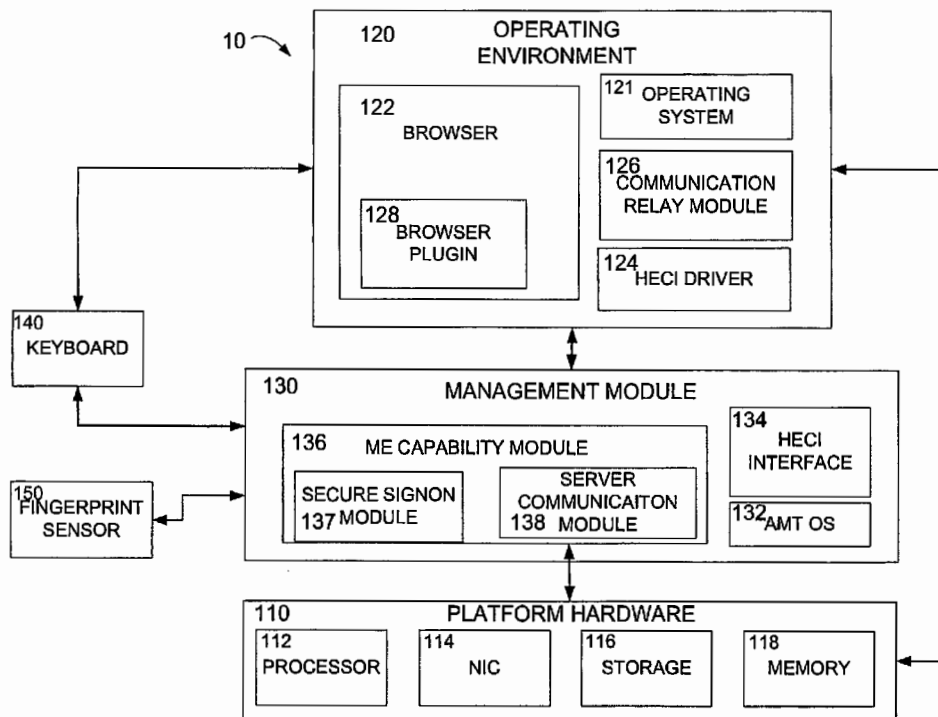 10
120
OPERATING
ENVIRONMENT
122
BROWSER
128
BROWSER
PLUGIN
121
OPERATING
SYSTEM
126
COMMUNICATION
RELAY MODULE
124
HECI DRIVER
140
KEYBOARD
130
MANAGEMENT MODULE
136
ME CAPABILITY MODULE
SECURE SIGNON
MODULE
137
SERVER
COMMUNICAITON
MODULE
138
134
HECI
INTERFACE
132
AMT OS
150
FINGERPRINT
SENSOR
110
PLATFORM HARDWARE
112
PROCESSOR
114
NIC
116
STORAGE
118
MEMORY